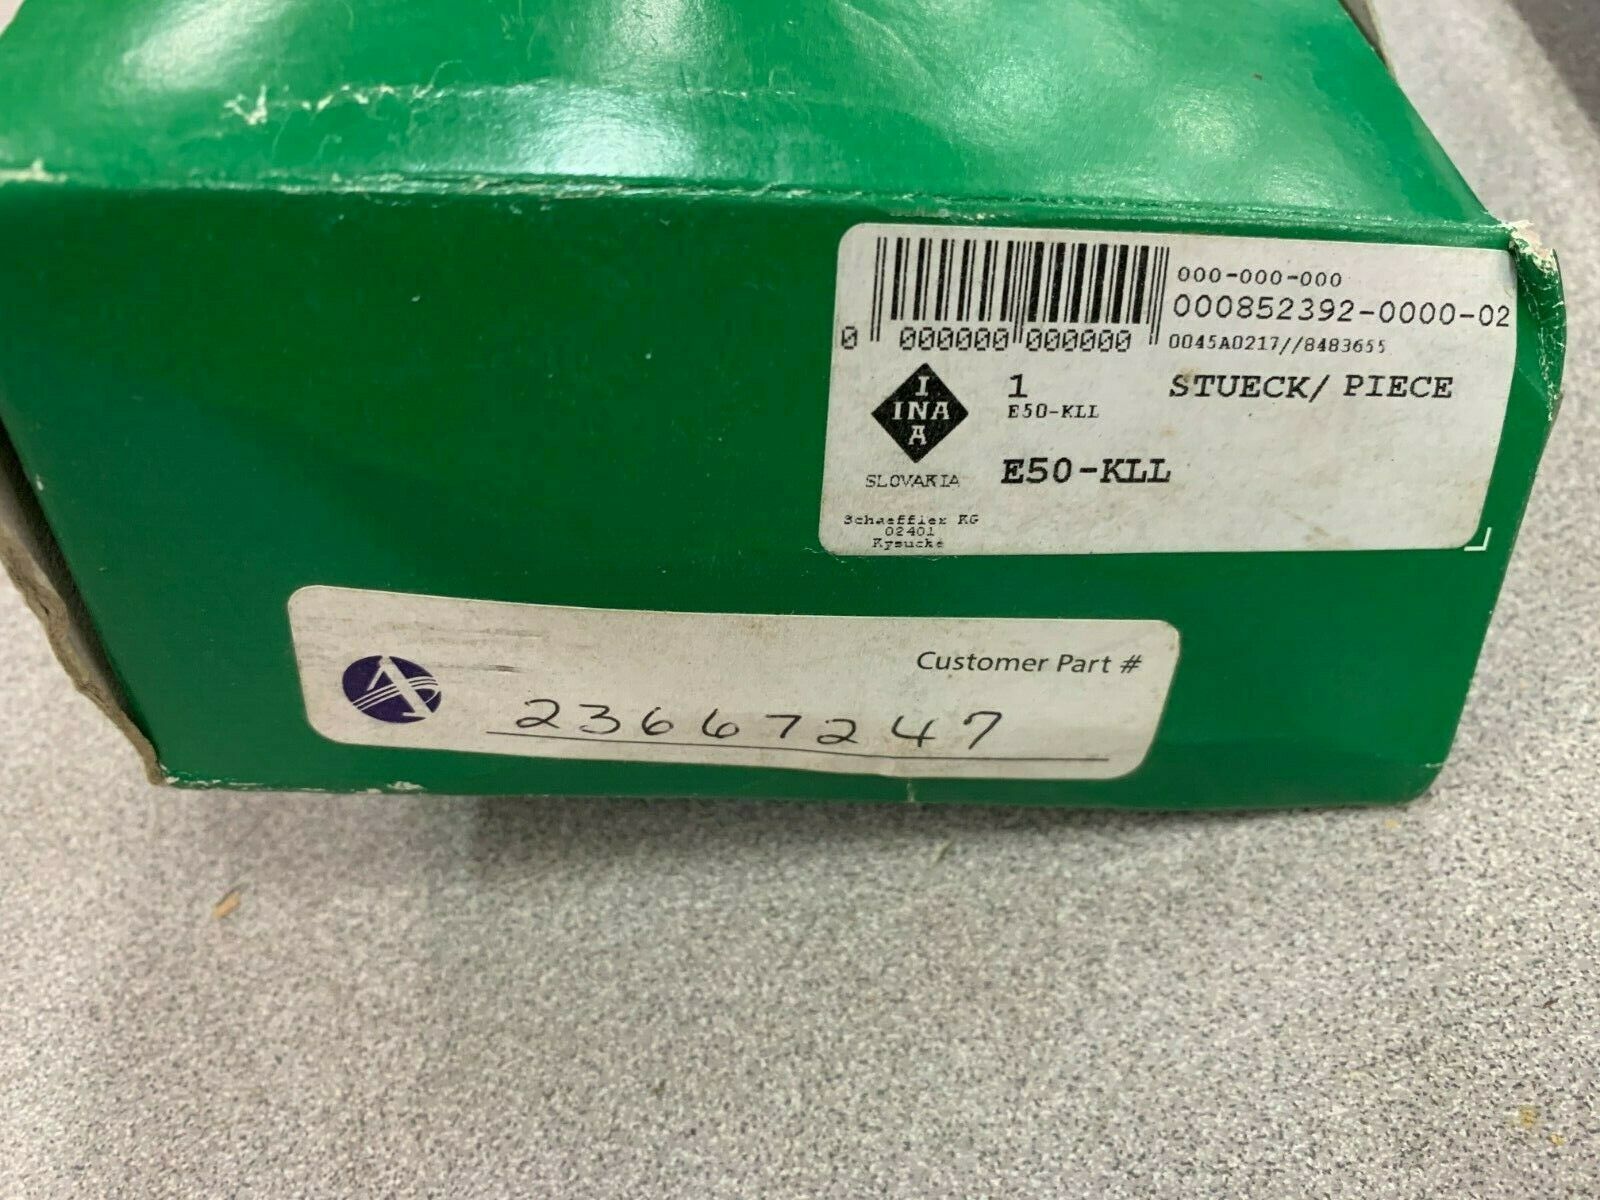 000-000-000
000852392-0000-02
0 000000 000000
0045A0217//8483655
I
INA
A
1 STUECK/ PIECE
E50-KLL
E50-KLL
SLOVAKIA
Schaeffler KG
02401
Kysucke
Customer Part #
23667247